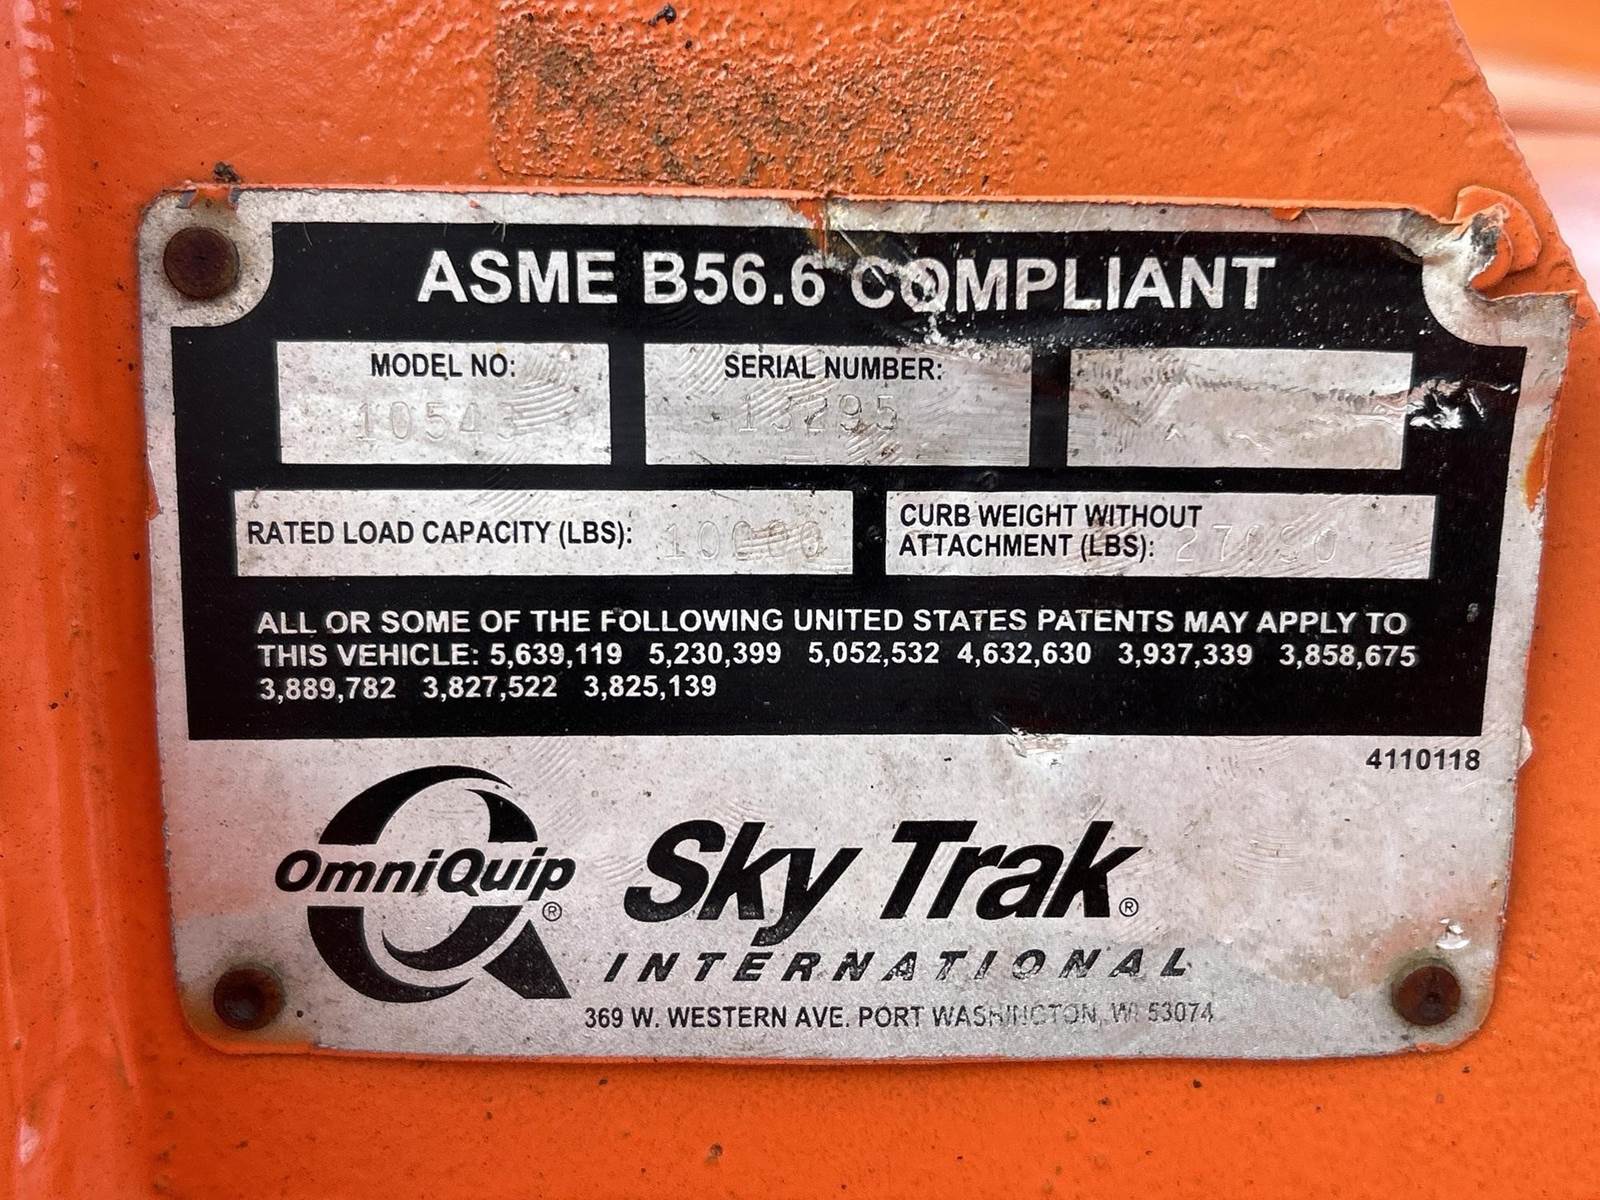 ASME B56.6 COMPLIANT
MODEL NO: SERIAL NUMBER:
10543 13295
RATED LOAD CAPACITY (LBS): 10000
CURB WEIGHT WITHOUT
ATTACHMENT (LBS):
ALL OR SOME OF THE FOLLOWING UNITED STATES PATENTS MAY APPLY TO
THIS VEHICLE: 5,639,119 5,230,399 5,052,532 4,632,630 3,937,339 3,858,675
3,889,782 3,827,522 3,825,139
4110118
OmniQuip®
Sky Trak®
INTERNATIONAL
369 W. WESTERN AVE. PORT WASHINGTON, WI 53074